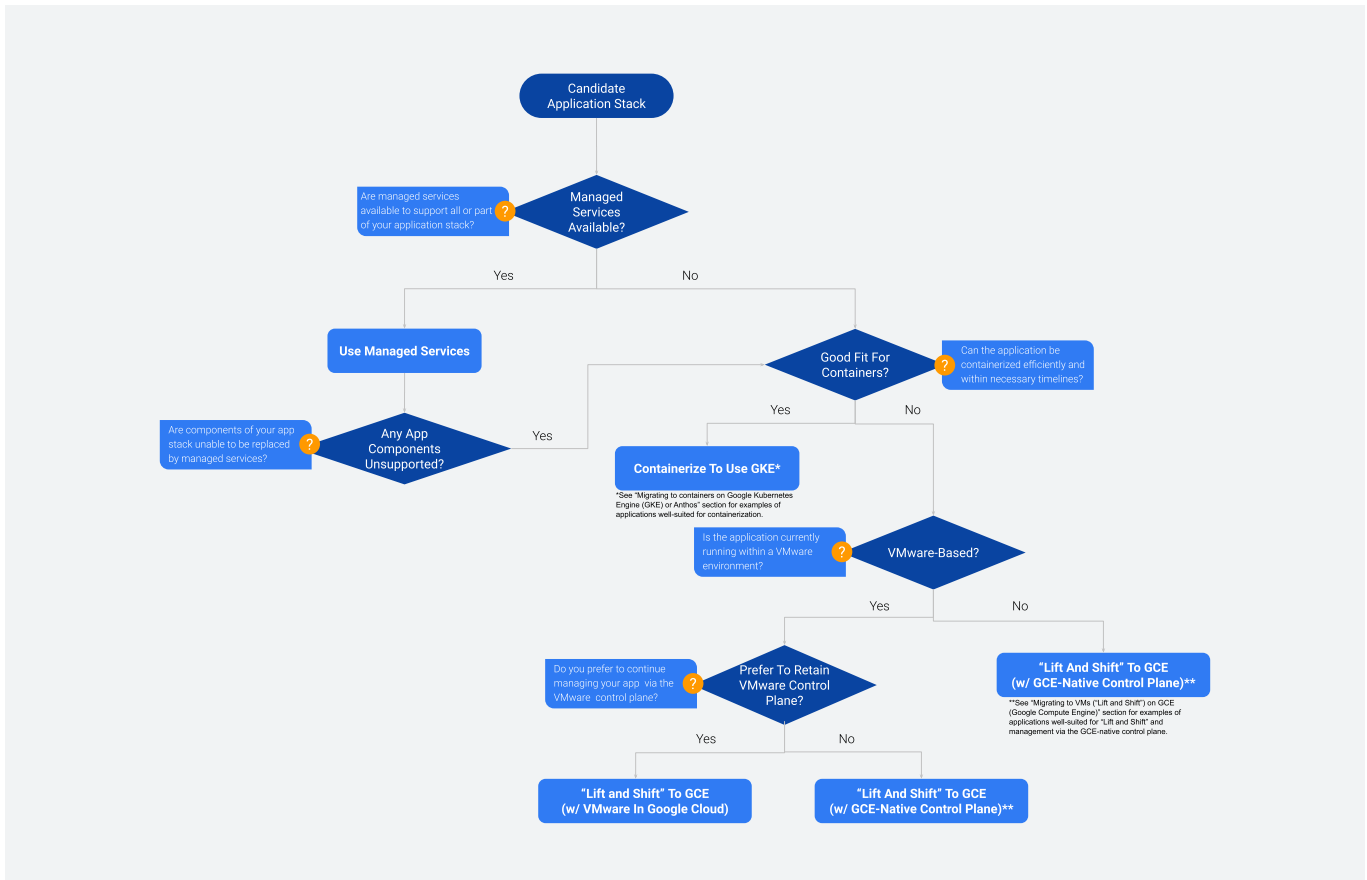 Candidate
Application Stack
Are managed services
available to support all or part
of your application stack?
?
Managed
Services
Available?
Yes
No
Use Managed Services
Good Fit For
Containers?
?
Can the application be
containerized efficiently and
within necessary timelines?
Are components of your app
stack unable to be replaced
by managed services?
?
Any App
Components
Unsupported?
Yes
Yes
No
Containerize To Use GKE*
*See "Migrating to containers on Google Kubernetes
Engine (GKE) or Anthos" section for examples of
applications well-suited for containerization.
Is the application currently
running within a VMware
environment?
?
VMware-Based?
Yes
No
Do you prefer to continue
managing your app via the
VMware control plane?
?
Prefer To Retain
VMware Control
Plane?
“Lift And Shift” To GCE
(w/ GCE-Native Control Plane)**
**See “Migrating to VMs (“Lift and Shift”) on GCE
(Google Compute Engine)” section for examples of
applications well-suited for “Lift and Shift” and
management via the GCE-native control plane.
Yes
No
“Lift and Shift” To GCE
(w/ VMware In Google Cloud)
“Lift And Shift” To GCE
(w/ GCE-Native Control Plane)**